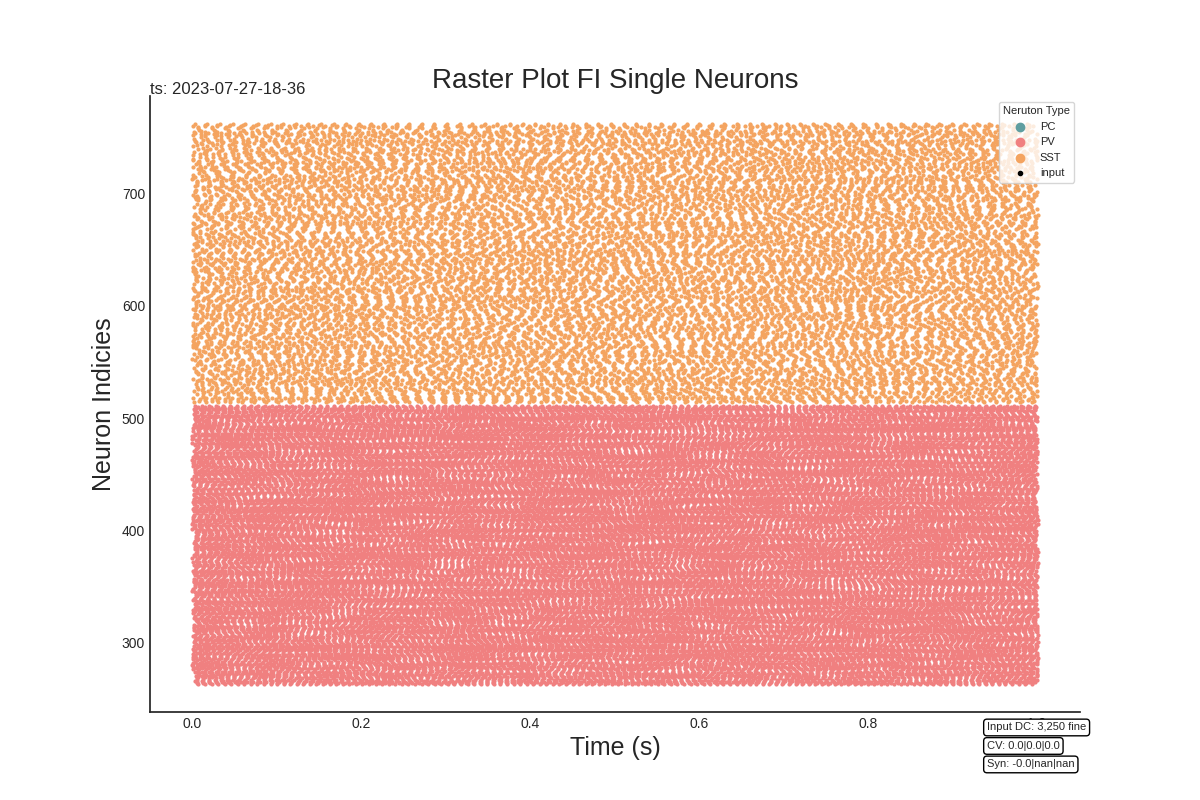 Raster Plot FI Single Neurons
ts: 2023-07-27-18-36
Neruton Type
PC
PV
SST
input
Neuron Indicies
700
600
500
400
300
0.0
0.2
0.4
0.6
0.8
Time (s)
Input DC: 3,250 fine
CV: 0.0|0.0|0.0
Syn: -0.0|nan|nan